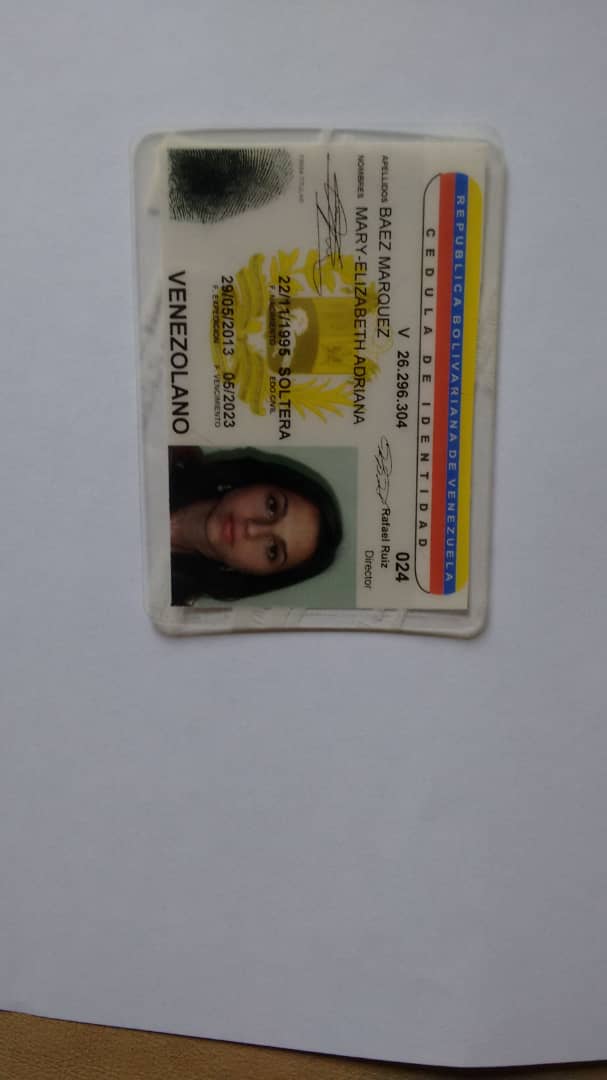 REPUBLICA BOLIVARIANA DE VENEZUELA
CEDULA DE IDENTIDAD
V 26.296.304 024
APELLIDOS BAEZ MARQUEZ
Rafael Ruiz
Director
NOMBRES MARY-ELIZABETH ADRIANA
FIRMA TITULAR
22/11/1995 SOLTERA
F. NACIMIENTO EDO CIVIL
29/05/2013 05/2023
F. EXPEDICION F. VENCIMIENTO
VENEZOLANO